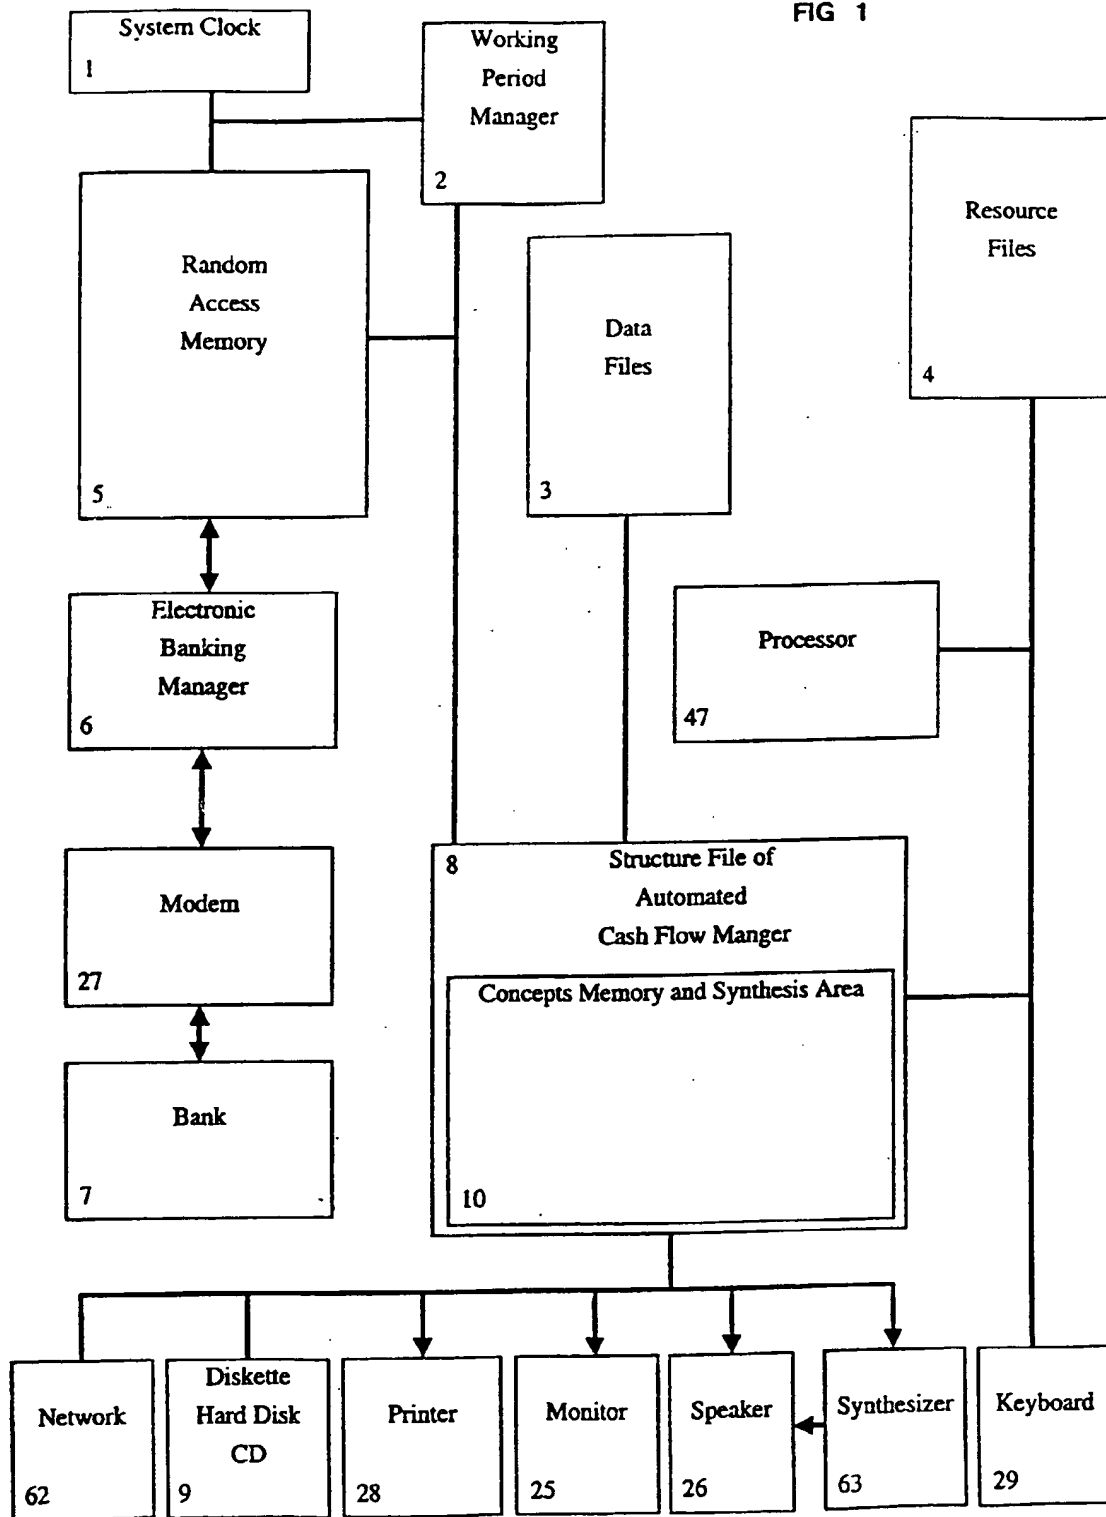 FIG 1
System Clock
1
Working
Period
Manager
2
Resource
Files
4
Random
Access
Memory
5
Data
Files
3
Electronic
Banking
Manager
6
Processor
47
Modem
27
8
Structure File of
Automated
Cash Flow Manger
Concepts Memory and Synthesis Area
10
Bank
7
Network
62
Diskette
Hard Disk
CD
9
Printer
28
Monitor
25
Speaker
26
Synthesizer
63
Keyboard
29